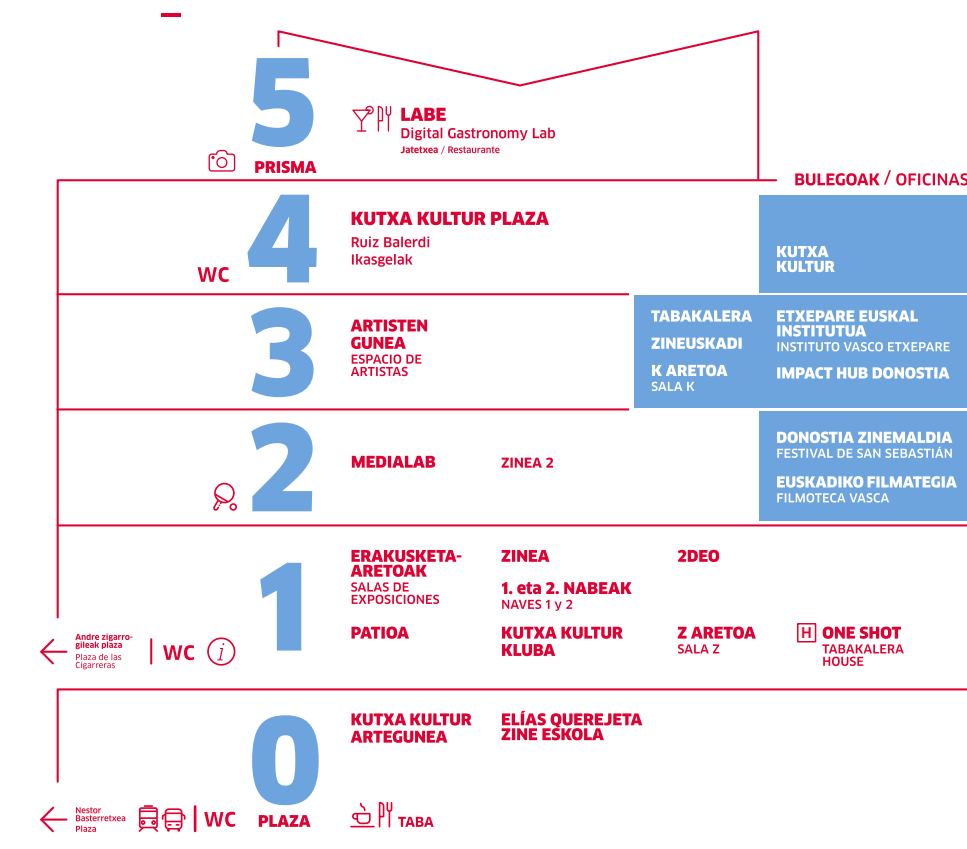 5
LABE
Digital Gastronomy Lab
Jatetxea / Restaurante
PRISMA
BULEGOAK / OFICINAS
4
WC
KUTXA KULTUR PLAZA
Ruiz Balerdi
Ikasgelak
KUTXA
KULTUR
3
ARTISTEN
GUNEA
ESPACIO DE
ARTISTAS
TABAKALERA
ZINEUSKADI
K ARETOA
SALA K
ETXEPARE EUSKAL
INSTITUTUA
INSTITUTO VASCO ETXEPARE
IMPACT HUB DONOSTIA
2
MEDIALAB
ZINEA 2
DONOSTIA ZINEMALDIA
FESTIVAL DE SAN SEBASTIÁN
EUSKADIKO FILMATEGIA
FILMOTECA VASCA
1
ERAKUSKETA-
ARETOAK
SALAS DE
EXPOSICIONES
ZINEA
2DEO
1. eta 2. NABEAK
NAVES 1 y 2
PATIOA
KUTXA KULTUR
KLUBA
Z ARETOA
SALA Z
H ONE SHOT
TABAKALERA
HOUSE
Andre zigarro-
gileak plaza
Plaza de las
Cigarreras
WC
i
0
KUTXA KULTUR
ARTEGUNEA
ELÍAS QUEREJETA
ZINE ESKOLA
Nestor
Basterretxea
Plaza
WC
PLAZA
TABA